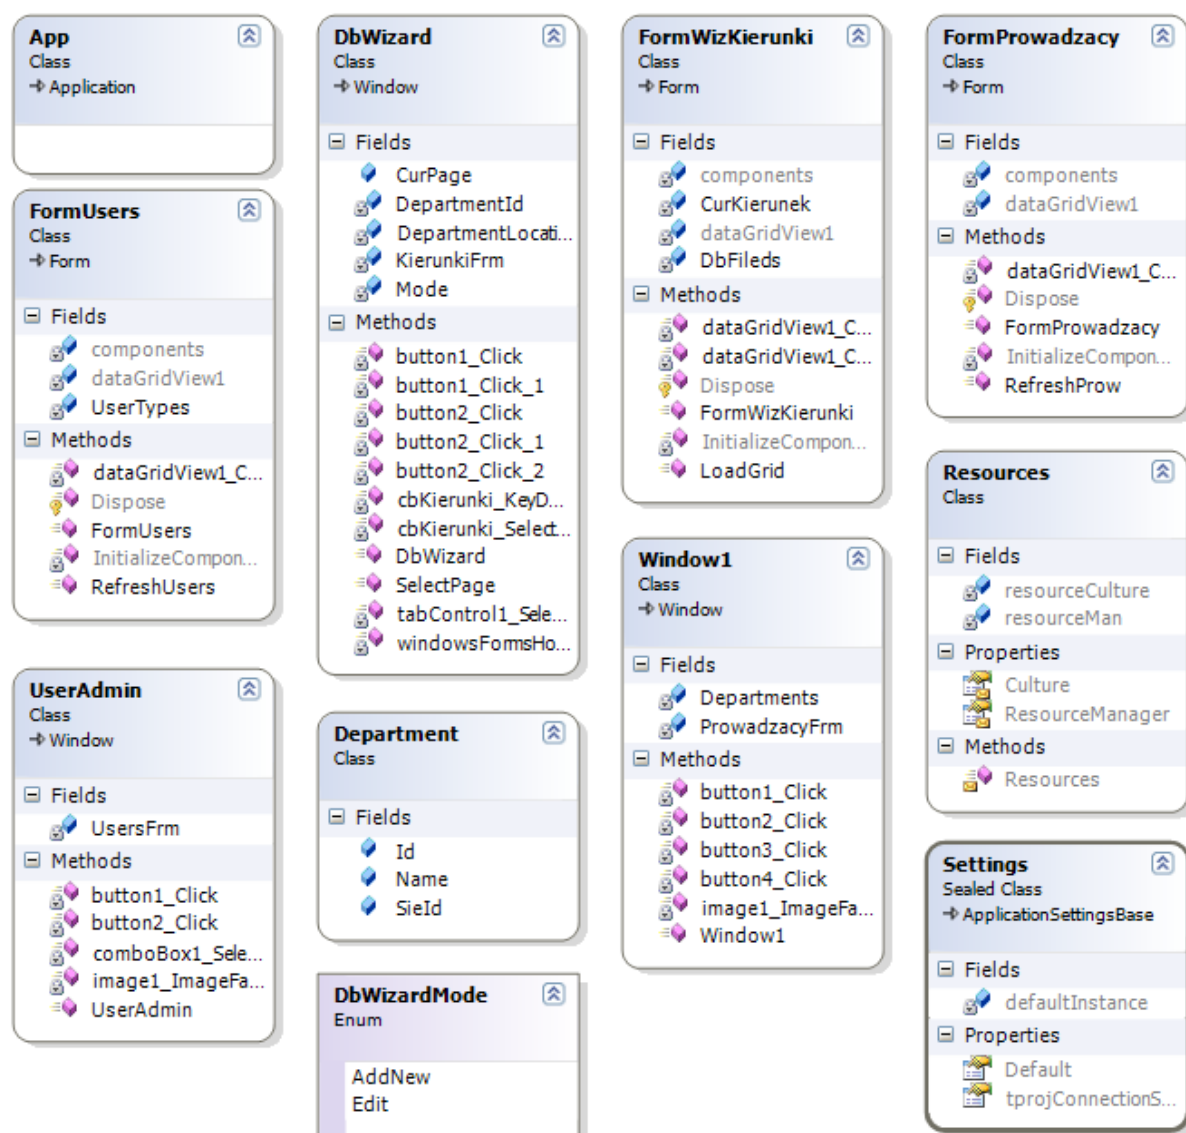 App
Class
Application
FormUsers
Class
Form
Fields
components
dataGridView1
UserTypes
Methods
dataGridView1_C...
Dispose
FormUsers
InitializeCompon...
RefreshUsers
UserAdmin
Class
Window
Fields
UsersFrm
Methods
button1_Click
button2_Click
comboBox1_Sele...
image1_ImageFa...
UserAdmin
DbWizard
Class
Window
Fields
CurPage
DepartmentId
DepartmentLocati...
KierunkiFrm
Mode
Methods
button1_Click
button1_Click_1
button2_Click
button2_Click_1
button2_Click_2
cbKierunki_KeyD...
cbKierunki_Select...
DbWizard
SelectPage
tabControl1_Sele...
windowsFormsHo...
Department
Class
Fields
Id
Name
SieId
DbWizardMode
Enum
AddNew
Edit
FormWizKierunki
Class
Form
Fields
components
CurKierunek
dataGridView1
DbFileds
Methods
dataGridView1_C...
dataGridView1_C...
Dispose
FormWizKierunki
InitializeCompon...
LoadGrid
Window1
Class
Window
Fields
Departments
ProwadzacyFrm
Methods
button1_Click
button2_Click
button3_Click
button4_Click
image1_ImageFa...
Window1
FormProwadzacy
Class
Form
Fields
components
dataGridView1
Methods
dataGridView1_C...
Dispose
FormProwadzacy
InitializeCompon...
RefreshProw
Resources
Class
Fields
resourceCulture
resourceMan
Properties
Culture
ResourceManager
Methods
Resources
Settings
Sealed Class
ApplicationSettingsBase
Fields
defaultInstance
Properties
Default
tprojConnectionS...